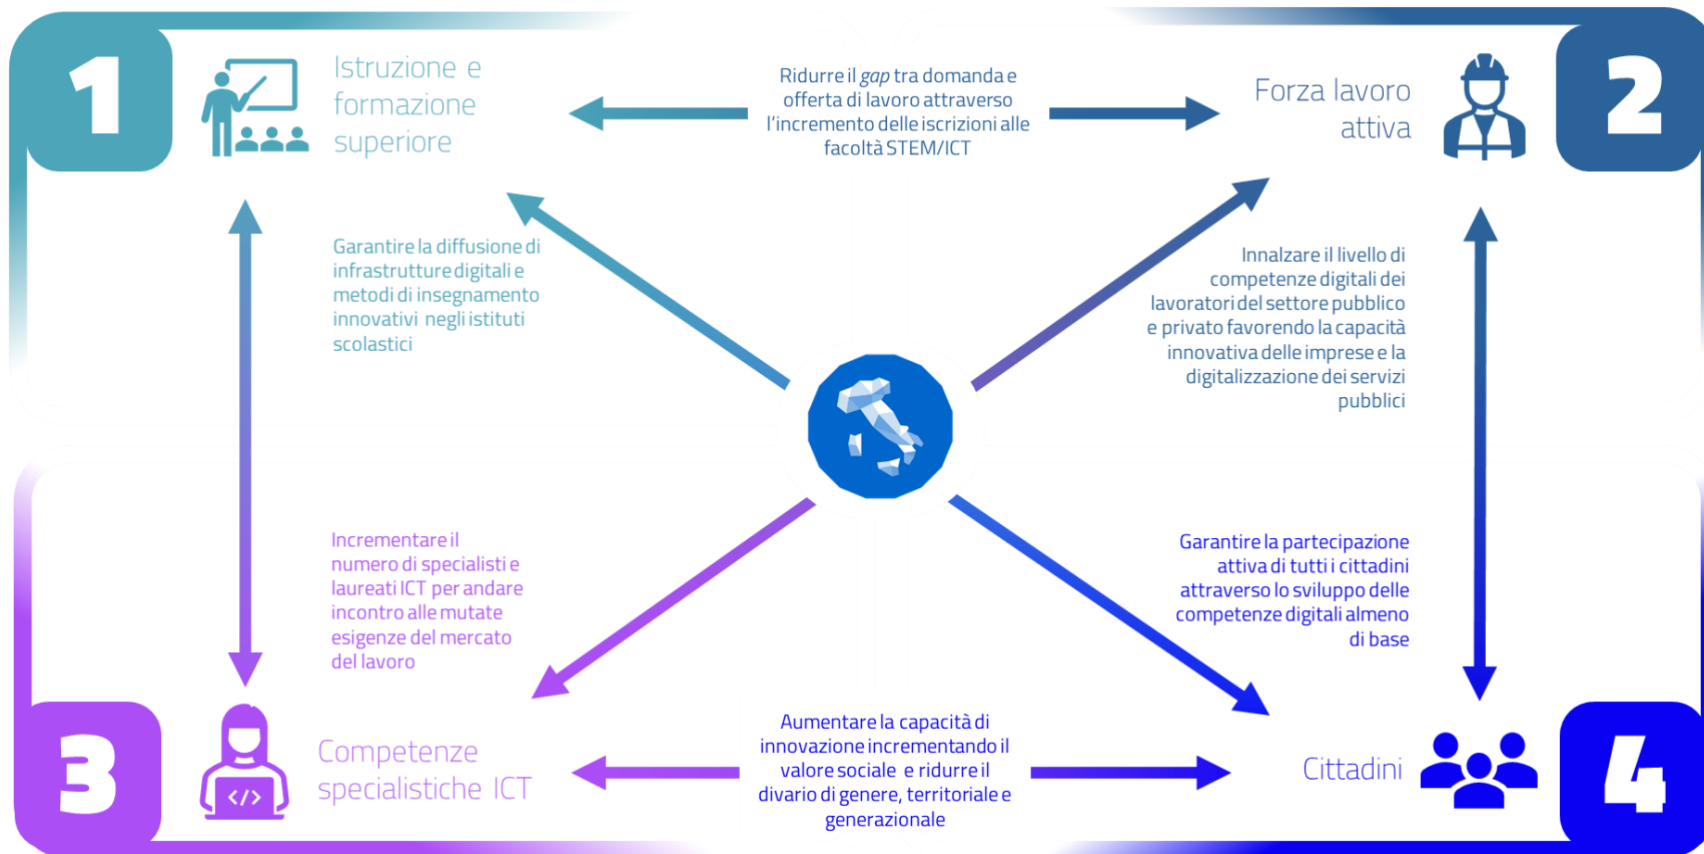 1
Istruzione e
formazione
superiore
Ridurre il gap tra domanda e
offerta di lavoro attraverso
l'incremento delle iscrizioni alle
facoltà STEM/ICT
Forza lavoro
attiva
2
Garantire la diffusione di
infrastrutture digitali e
metodi di insegnamento
innovativi negli istituti
scolastici
Innalzare il livello di
competenze digitali dei
lavoratori del settore pubblico
e privato favorendo la capacità
innovativa delle imprese e la
digitalizzazione dei servizi
pubblici
Incrementare il
numero di specialisti e
laureati ICT per andare
incontro alle mutate
esigenze del mercato
del lavoro
Garantire la partecipazione
attiva di tutti i cittadini
attraverso lo sviluppo delle
competenze digitali almeno
di base
3
</>
Competenze
specialistiche ICT
Aumentare la capacità di
innovazione incrementando il
valore sociale e ridurre il
divario di genere, territoriale e
generazionale
Cittadini
4